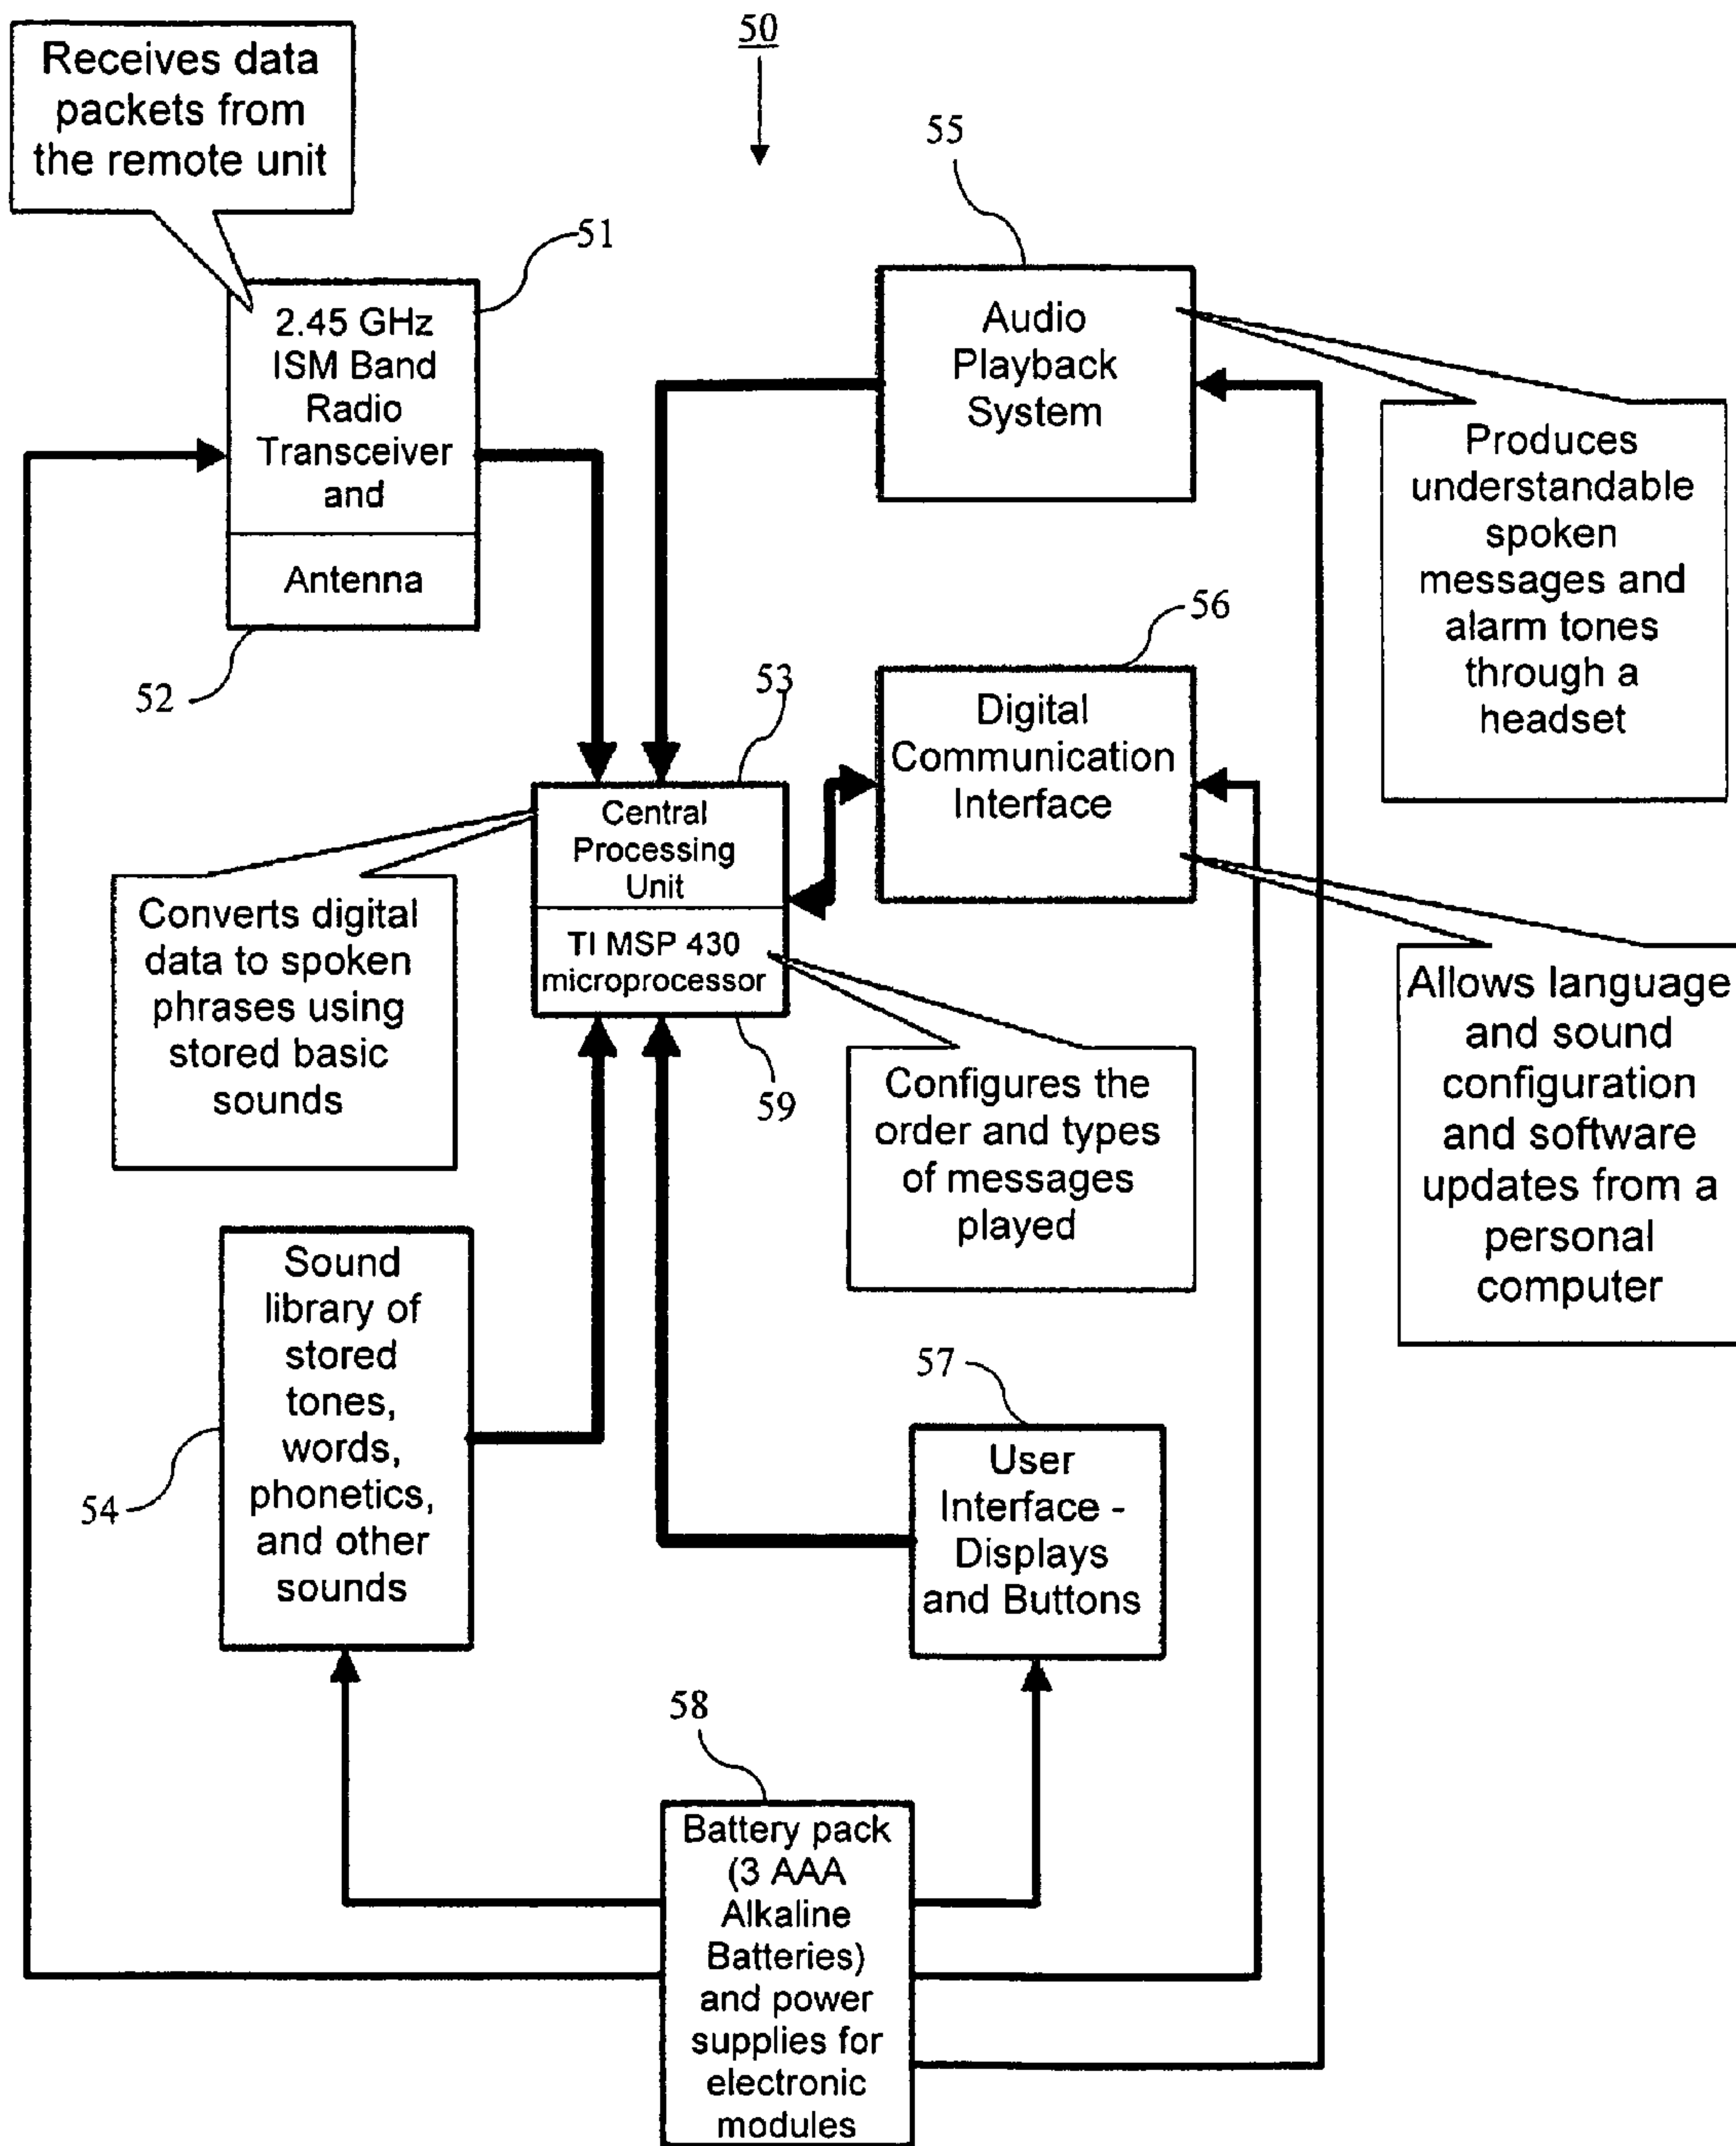 50
Receives data
packets from
the remote unit
51
2.45 GHz
ISM Band
Radio
Transceiver
and
Antenna
52
55
Audio
Playback
System
Produces
understandable
spoken
messages and
alarm tones
through a
headset
56
Digital
Communication
Interface
53
Central
Processing
Unit
TI MSP 430
microprocessor
59
Converts digital
data to spoken
phrases using
stored basic
sounds
Configures the
order and types
of messages
played
Allows language
and sound
configuration
and software
updates from a
personal
computer
54
Sound
library of
stored
tones,
words,
phonetics,
and other
sounds
57
User
Interface -
Displays
and Buttons
58
Battery pack
(3 AAA
Alkaline
Batteries)
and power
supplies for
electronic
modules